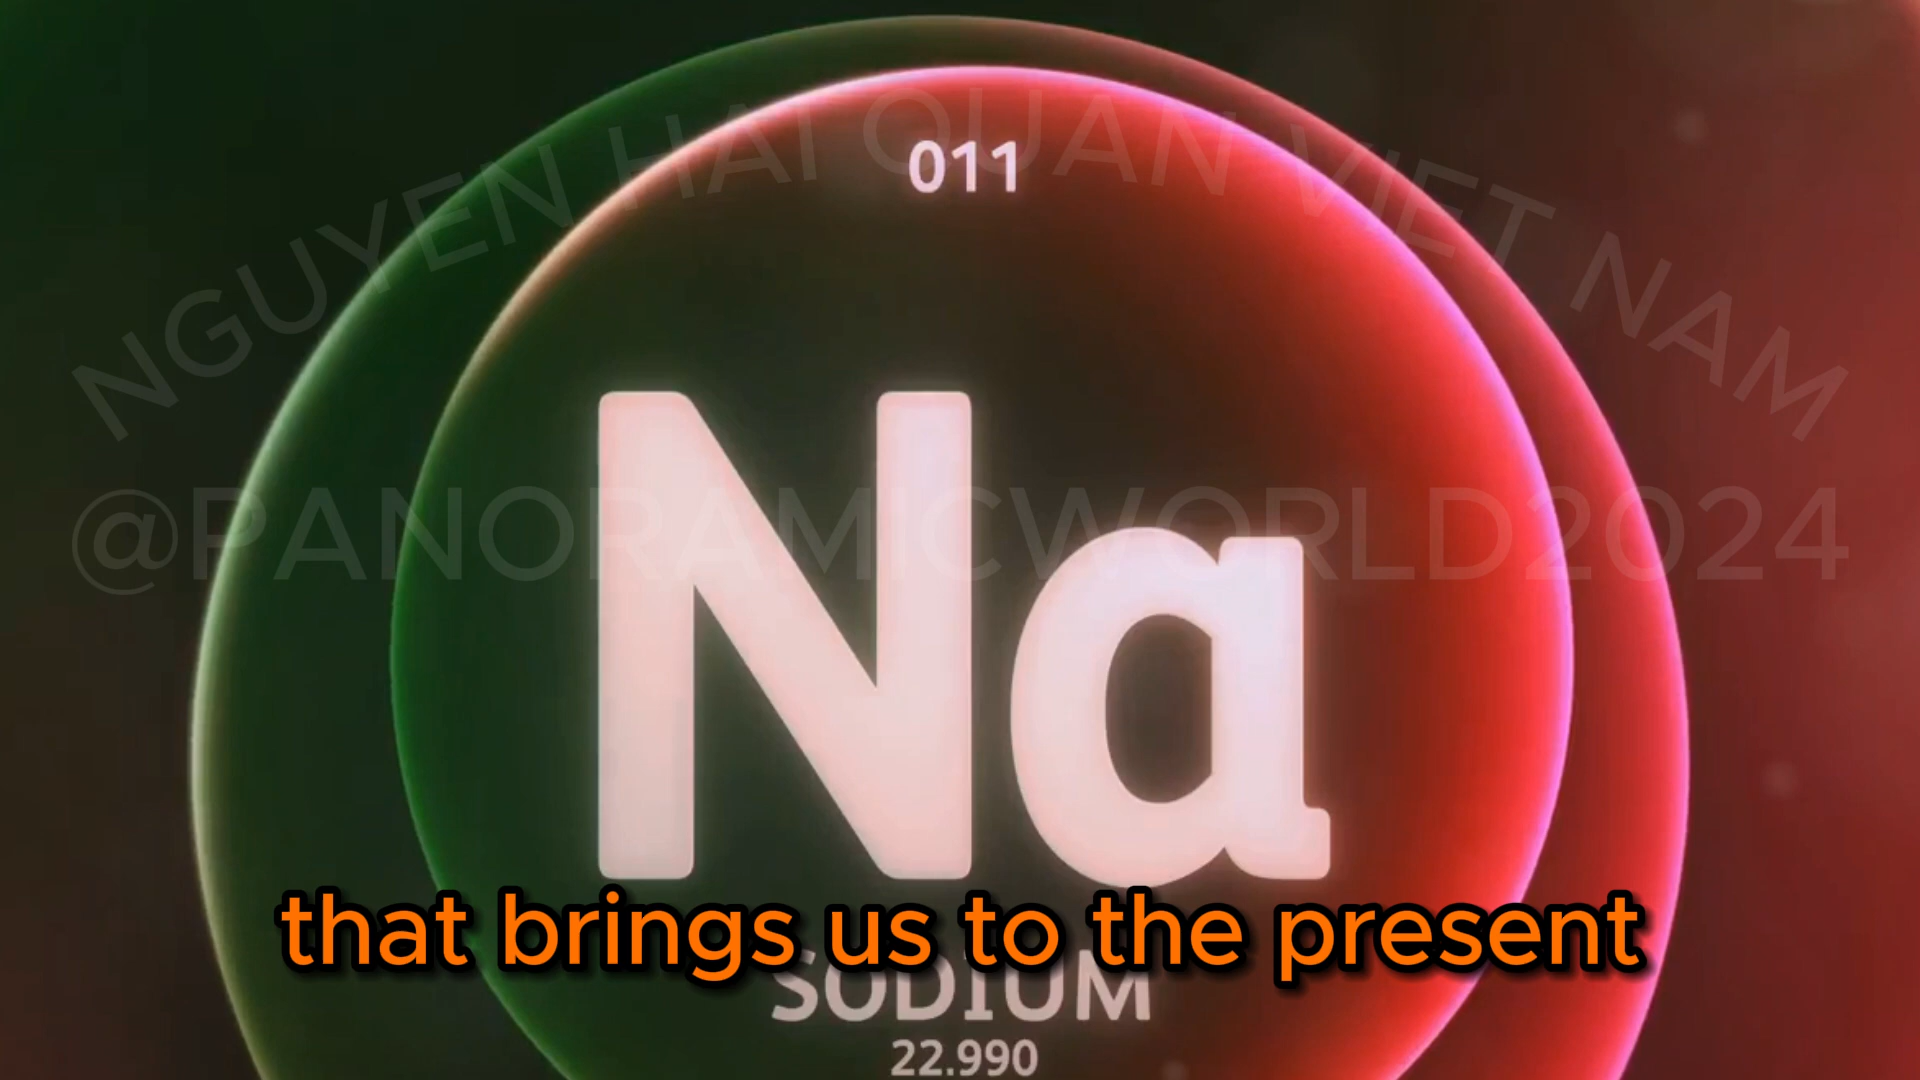 NGUYEN HAI QUAN VIET NAM
011
@PANORAMICWORLD2024
Na
that brings us to the present
SODIUM
22.990